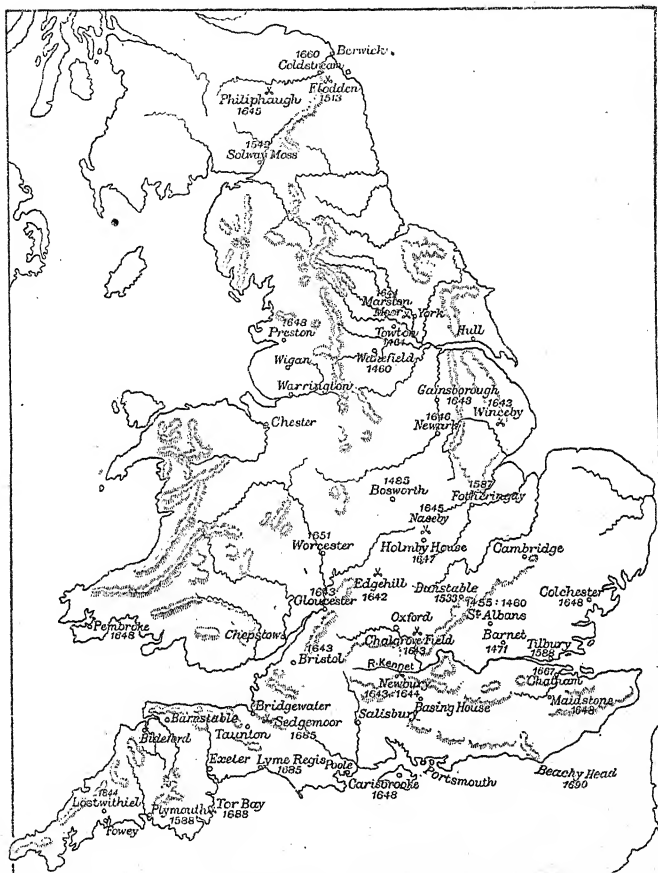 1660 Berwick
Coldstream
Flodden
1513
Philiphaugh
1645
1542
Solway Moss
1644
Marston
Moor
York
Towton
1461
Hull
1648
Preston
Wakefield
1460
Wigan
Warrington
Gainsborough
1643
1643
Winceby
Chester
1646
Newark
1485
Bosworth
1587
Fotheringay
1645
Naseby
Holmby House
1647
1651
Worcester
Cambridge
1643
Gloucester
Edgehill
1642
Dunstable
1533
1455 : 1460
St Albans
Colchester
1648
Pembroke
1648
Chepstow
Oxford
Chalgrove Field
1643
Barnet
1471
Tilbury
1588
1643
Bristol
R. Kennet
Newbury
1643 1644
1667
Chatham
Maidstone
1648
Basing House
Bridgewater
Sedgemoor
1685
Salisbury
Barnstable
Bideford
Taunton
Exeter
Lyme Regis
1685
Poole
Carisbrooke
1648
Portsmouth
Beachy Head
1690
1644
Lostwithiel
Fowey
Plymouth
1588
Tor Bay
1688